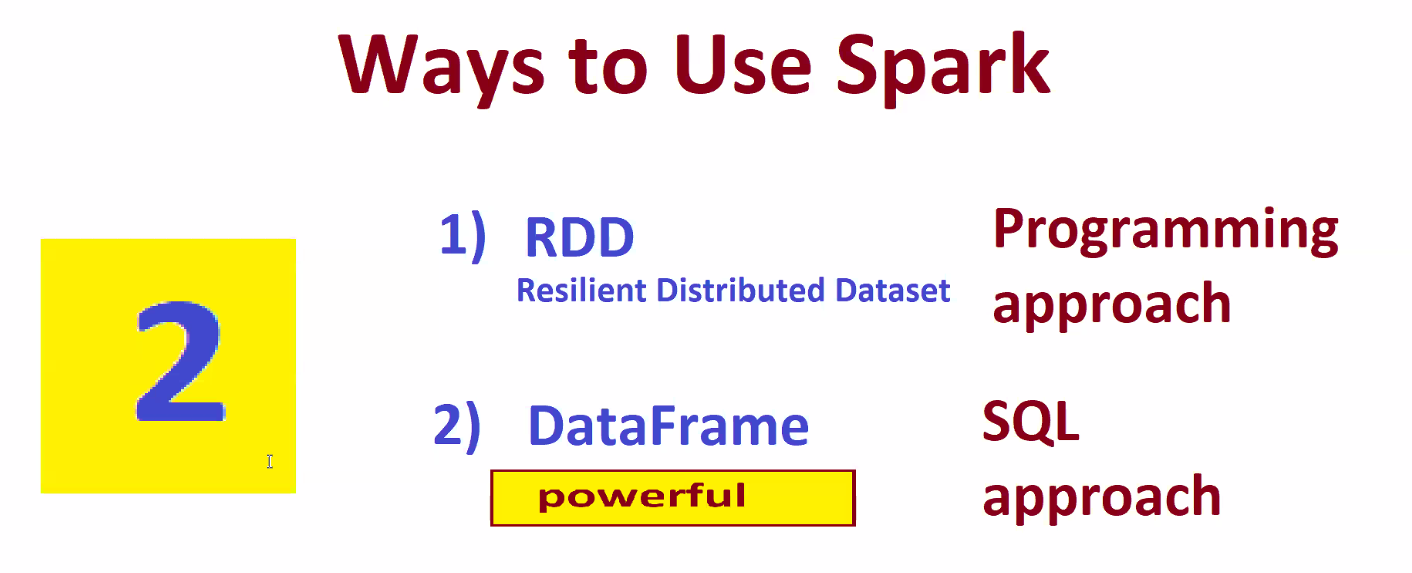 Ways to Use Spark
2
1) RDD
Resilient Distributed Dataset
Programming
approach
2) DataFrame
powerful
SQL
approach